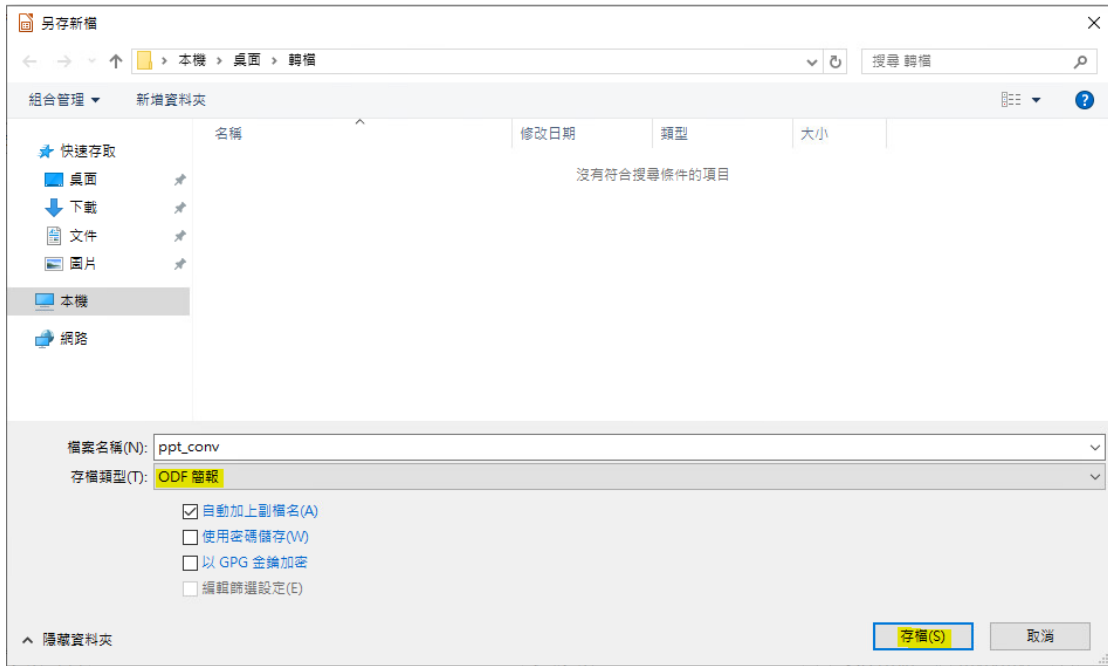 另存新檔
本機 › 桌面 › 轉檔
搜尋 轉檔
組合管理
新增資料夾
名稱
修改日期
類型
大小
快速存取
沒有符合搜尋條件的項目
桌面
下載
文件
圖片
本機
網路
檔案名稱(N): ppt_conv
存檔類型(T): ODF 簡報
自動加上副檔名(A)
使用密碼儲存(W)
以 GPG 金鑰加密
編輯篩選設定(E)
隱藏資料夾
存檔(S)
取消